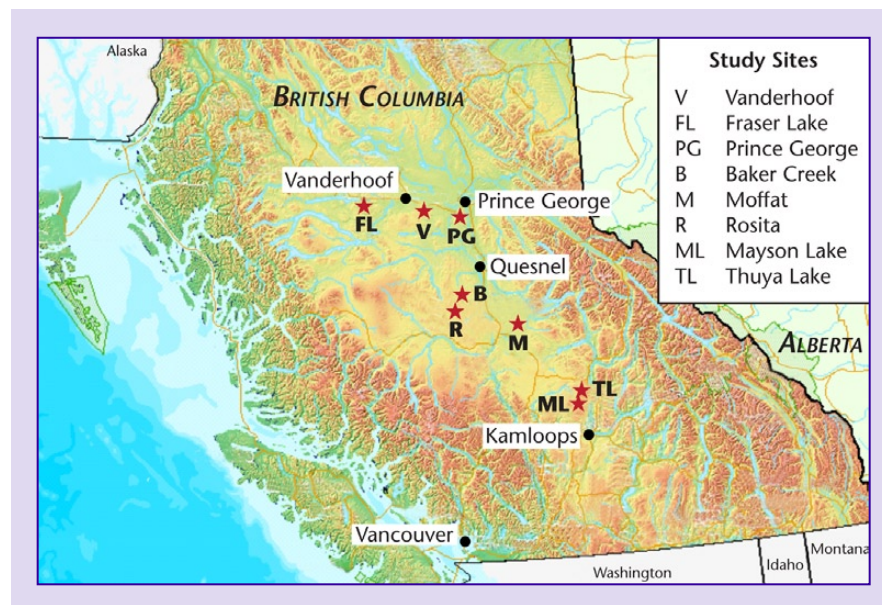 Alaska
BRITISH COLUMBIA
Study Sites
V Vanderhoof
FL Fraser Lake
PG Prince George
B Baker Creek
M Moffat
R Rosita
ML Mayson Lake
TL Thuya Lake
Vanderhoof
Prince George
FL
V
PG
Quesnel
B
R
M
ALBERTA
TL
ML
Kamloops
Vancouver
Washington
Idaho
Montana